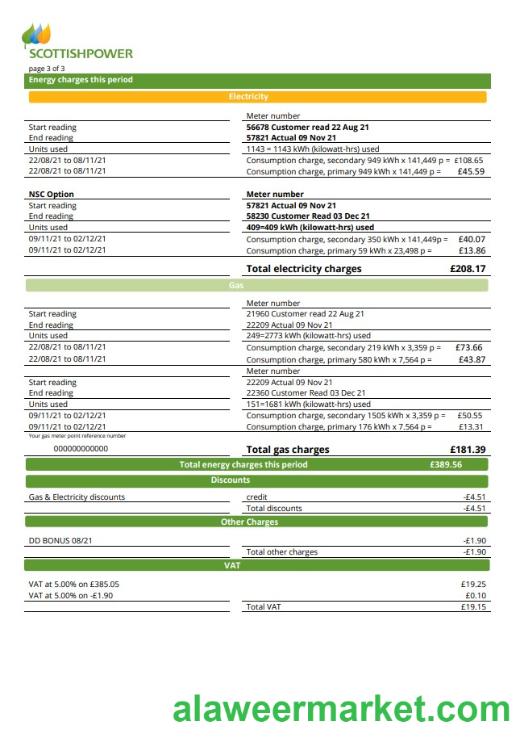 SCOTTISHPOWER
page 3 of 3
Energy charges this period
Electricity
Meter number
Start reading 56678 Customer read 22 Aug 21
End reading 57821 Actual 09 Nov 21
Units used 1143 = 1143 kWh (kilowatt-hrs) used
22/08/21 to 08/11/21 Consumption charge, secondary 949 kWh x 141,449 p = £108.65
22/08/21 to 08/11/21 Consumption charge, primary 949 kWh x 141,449 p = £45.59
NSC Option Meter number
Start reading 57821 Actual 09 Nov 21
End reading 58230 Customer Read 03 Dec 21
Units used 409=409 kWh (kilowatt-hrs) used
09/11/21 to 02/12/21 Consumption charge, secondary 350 kWh x 141,449p = £40.07
09/11/21 to 02/12/21 Consumption charge, primary 59 kWh x 23,498 p = £13.86
Total electricity charges £208.17
Gas
Meter number
Start reading 21960 Customer read 22 Aug 21
End reading 22209 Actual 09 Nov 21
Units used 249=2773 kWh (kilowatt-hrs) used
22/08/21 to 08/11/21 Consumption charge, secondary 219 kWh x 3,359 p = £73.66
22/08/21 to 08/11/21 Consumption charge, primary 580 kWh x 7,564 p = £43.87
Meter number
Start reading 22209 Actual 09 Nov 21
End reading 22360 Customer Read 03 Dec 21
Units used 151=1681 kWh (kilowatt-hrs) used
09/11/21 to 02/12/21 Consumption charge, secondary 1505 kWh x 3,359 p = £50.55
09/11/21 to 02/12/21 Consumption charge, primary 176 kWh x 7,564 p = £13.31
Your gas meter point reference number
000000000000 Total gas charges £181.39
Total energy charges this period £389.56
Discounts
Gas & Electricity discounts credit -£4.51
Total discounts -£4.51
Other Charges
DD BONUS 08/21 -£1.90
Total other charges -£1.90
VAT
VAT at 5.00% on £385.05 £19.25
VAT at 5.00% on -£1.90 £0.10
Total VAT £19.15
alaweermarket.com